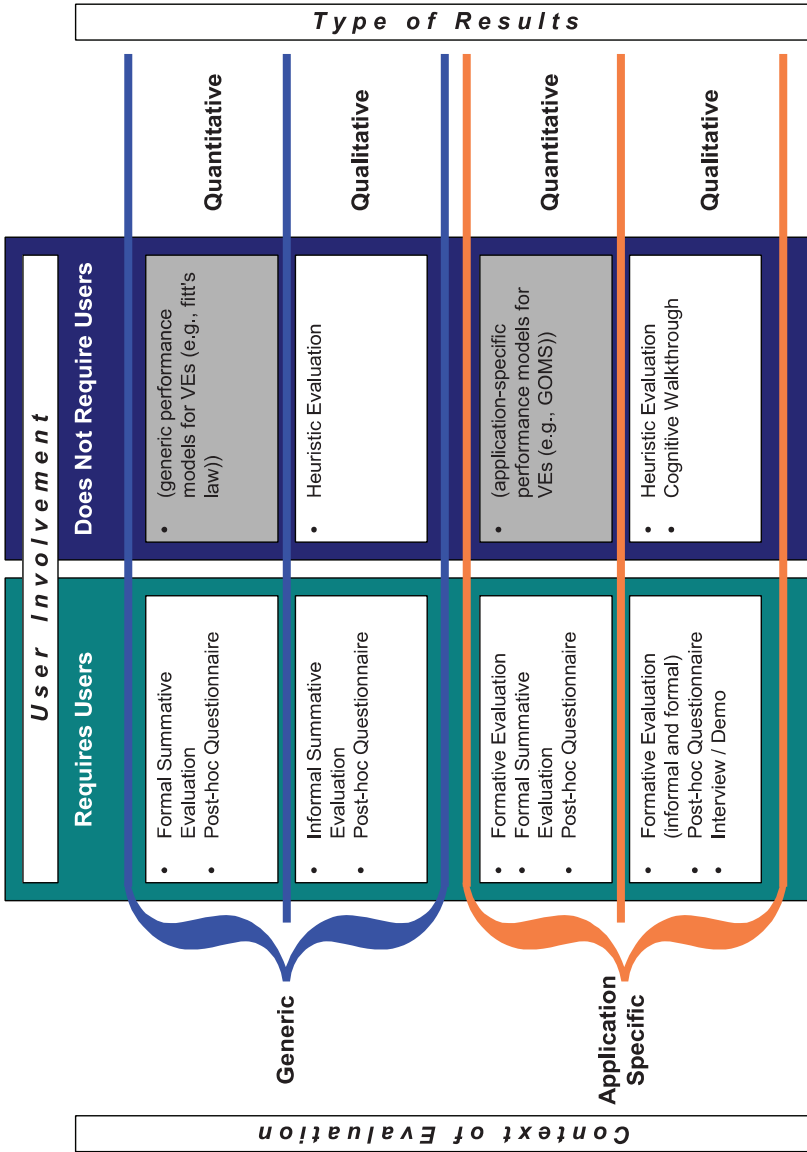 User Involvement
Requires Users
Does Not Require Users
Context of Evaluation
Type of Results
Generic
• Formal Summative
Evaluation
• Post-hoc Questionnaire
• (generic performance
models for VEs (e.g., fitt's
law))
Quantitative
• Informal Summative
Evaluation
• Post-hoc Questionnaire
• Heuristic Evaluation
Qualitative
Application
Specific
• Formative Evaluation
• Formal Summative
Evaluation
• Post-hoc Questionnaire
• (application-specific
performance models for
VEs (e.g., GOMS))
Quantitative
• Formative Evaluation
(informal and formal)
• Post-hoc Questionnaire
• Interview / Demo
• Heuristic Evaluation
• Cognitive Walkthrough
Qualitative